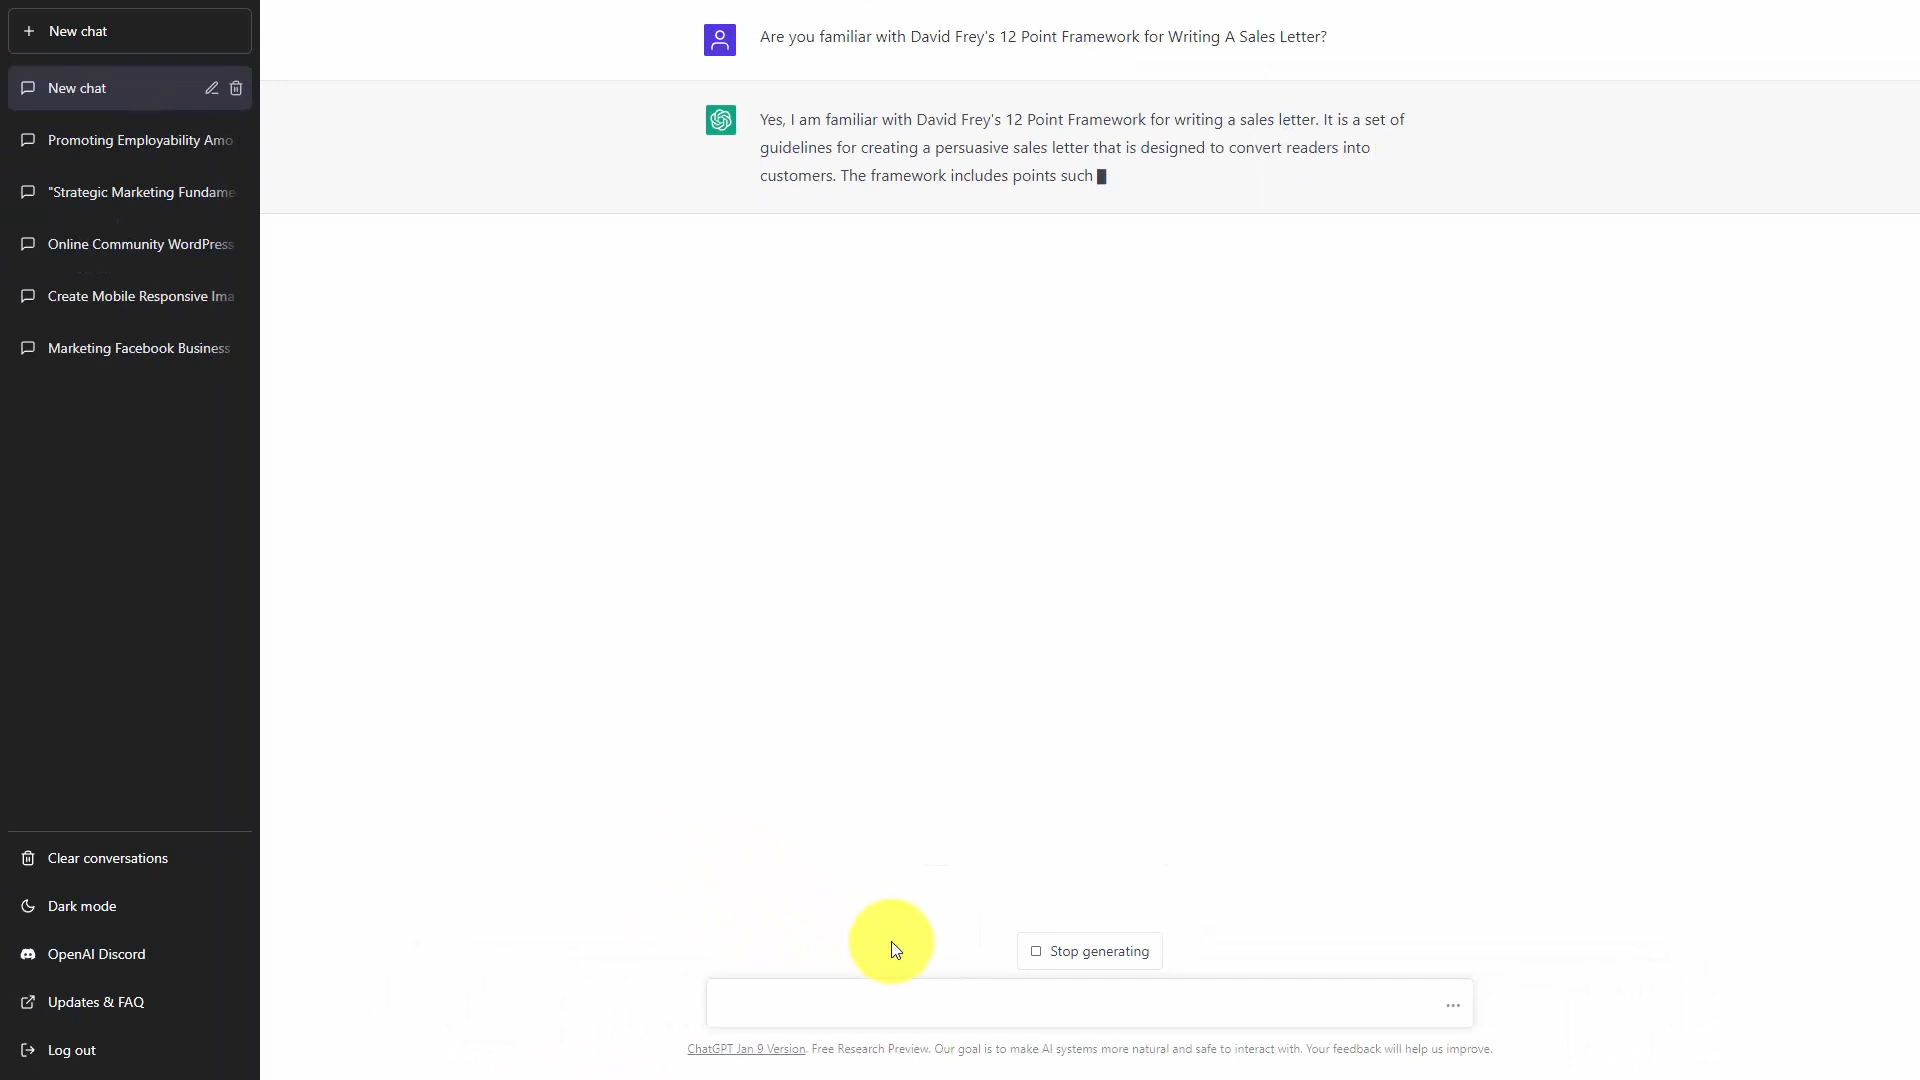 New chat
New chat
Promoting Employability Amo
"Strategic Marketing Fundame
Online Community WordPress
Create Mobile Responsive Ima
Marketing Facebook Business
Clear conversations
Dark mode
OpenAI Discord
Updates & FAQ
Log out
Are you familiar with David Frey's 12 Point Framework for Writing A Sales Letter?
Yes, I am familiar with David Frey's 12 Point Framework for writing a sales letter. It is a set of
guidelines for creating a persuasive sales letter that is designed to convert readers into
customers. The framework includes points such
Stop generating
ChatGPT Jan 9 Version. Free Research Preview. Our goal is to make AI systems more natural and safe to interact with. Your feedback will help us improve.